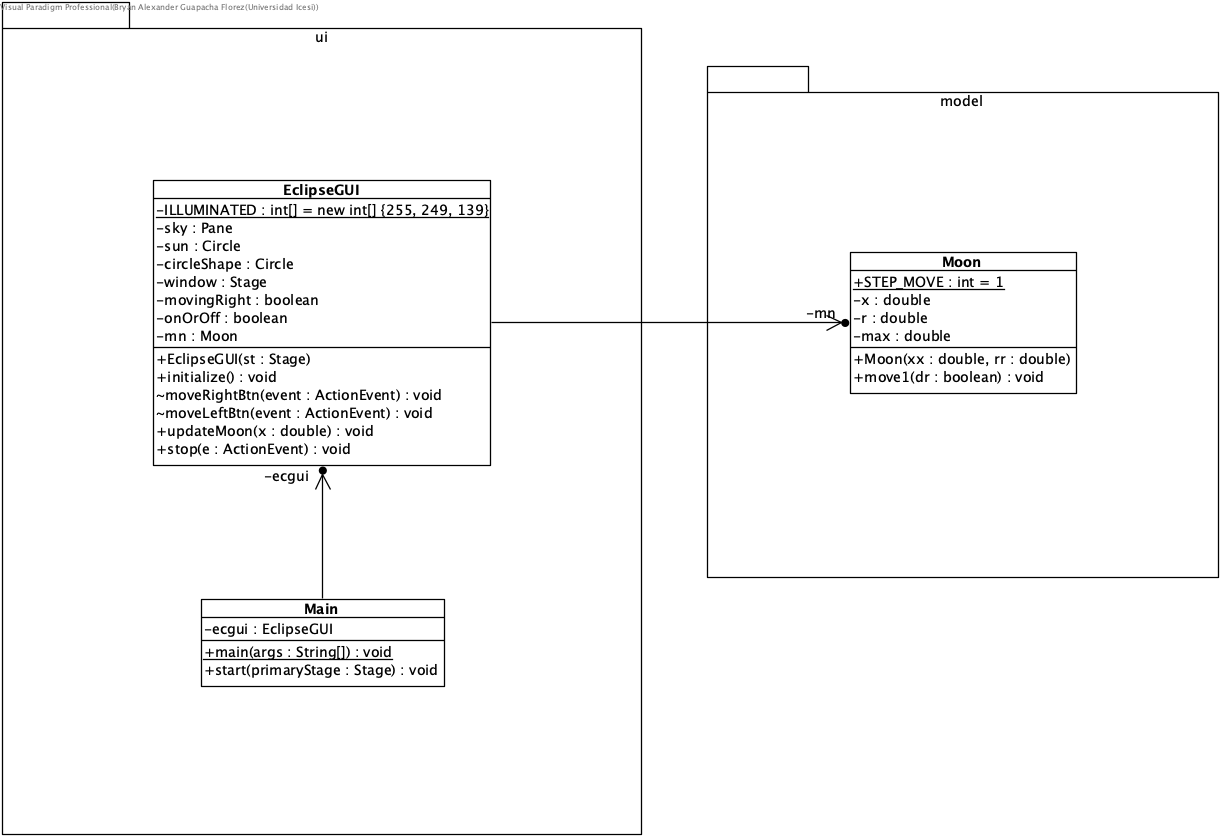 Visual Paradigm Professional(Bryan Alexander Guapacha Florez(Universidad Icesi))
ui
model
EclipseGUI
-ILLUMINATED : int[] = new int[] {255, 249, 139}
-sky : Pane
-sun : Circle
-circleShape : Circle
-window : Stage
-movingRight : boolean
-onOrOff : boolean
-mn : Moon
+EclipseGUI(st : Stage)
+initialize() : void
~moveRightBtn(event : ActionEvent) : void
~moveLeftBtn(event : ActionEvent) : void
+updateMoon(x : double) : void
+stop(e : ActionEvent) : void
-mn
Moon
+STEP_MOVE : int = 1
-x : double
-r : double
-max : double
+Moon(xx : double, rr : double)
+move1(dr : boolean) : void
-ecgui
Main
-ecgui : EclipseGUI
+main(args : String[]) : void
+start(primaryStage : Stage) : void